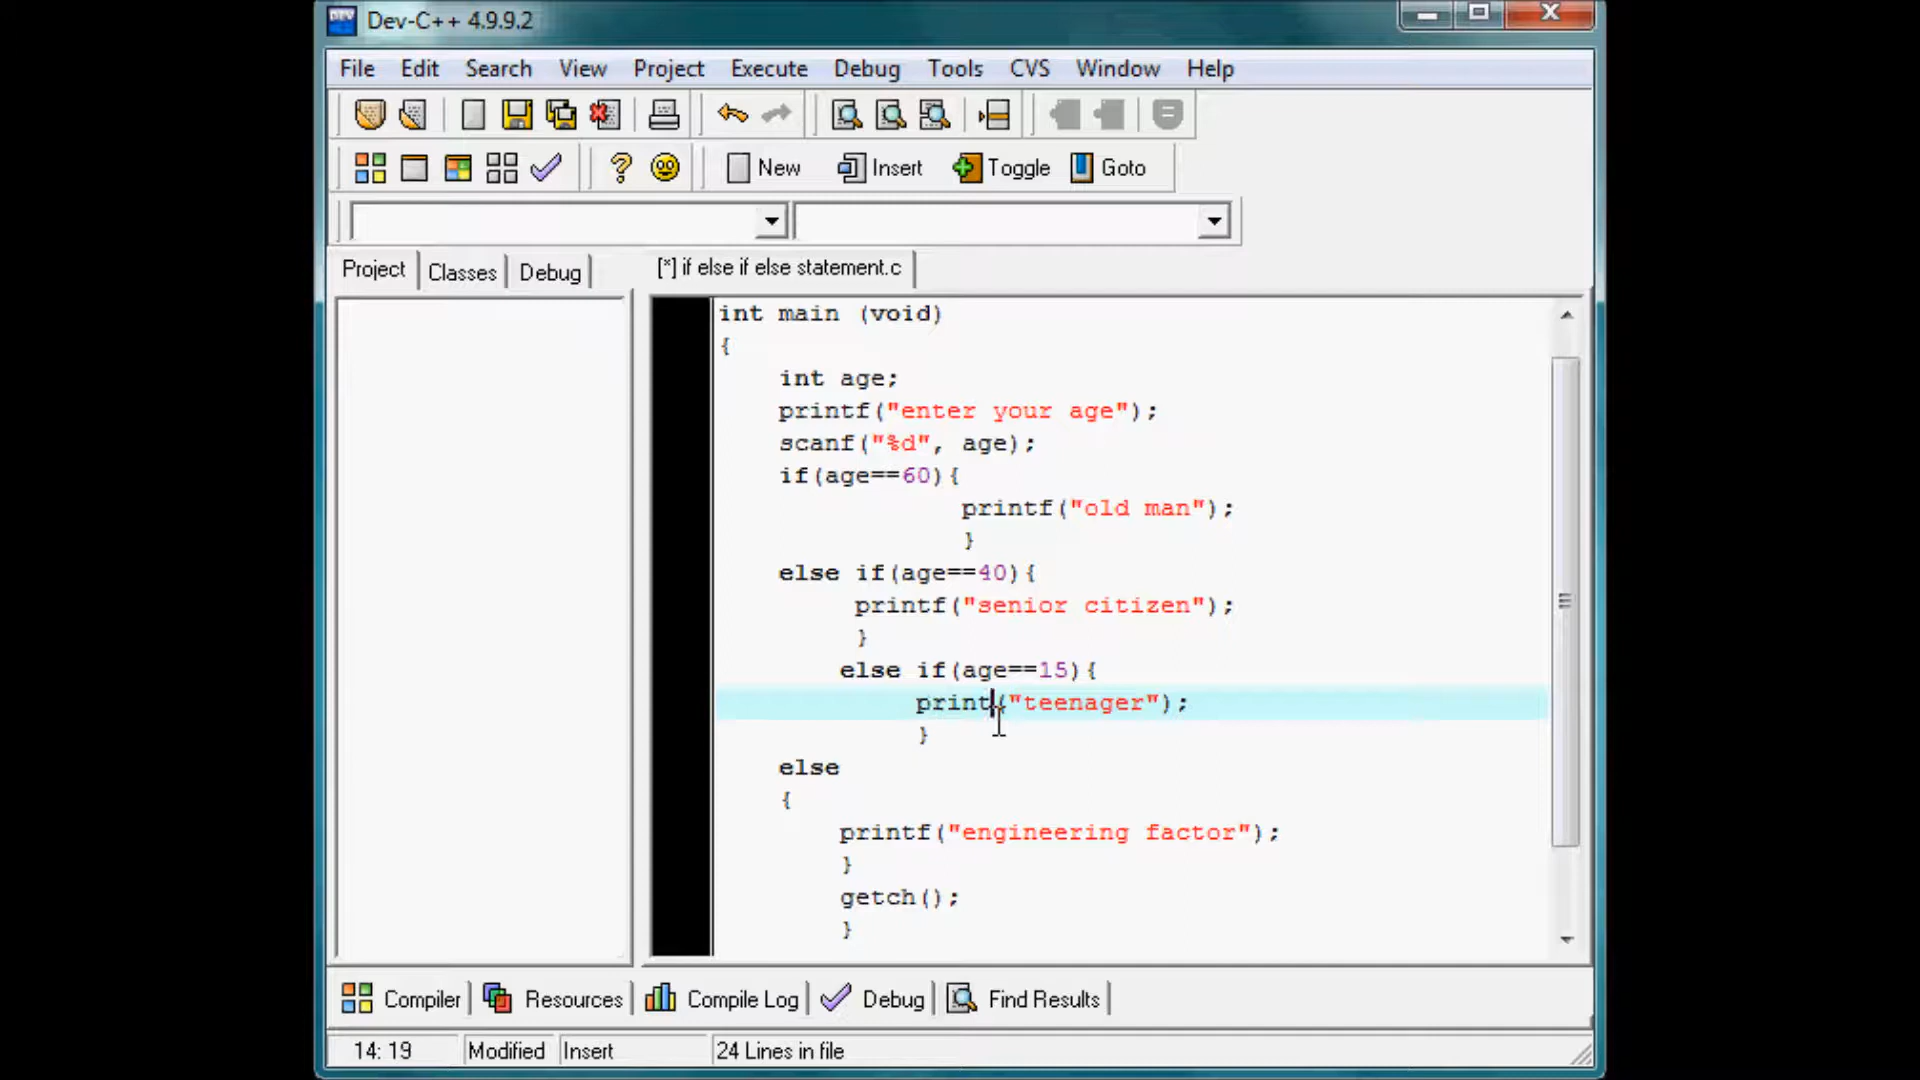 Dev-C++ 4.9.9.2
File Edit Search View Project Execute Debug Tools CVS Window Help
New Insert Toggle Goto
Project Classes Debug [*] if else if else statement.c
int main (void)
{
int age;
printf("enter your age");
scanf("%d", age);
if(age==60){
printf("old man");
}
else if(age==40){
printf("senior citizen");
}
else if(age==15){
print("teenager");
}
else
{
printf("engineering factor");
}
getch();
}
Compiler Resources Compile Log Debug Find Results
14: 19 Modified Insert 24 Lines in file